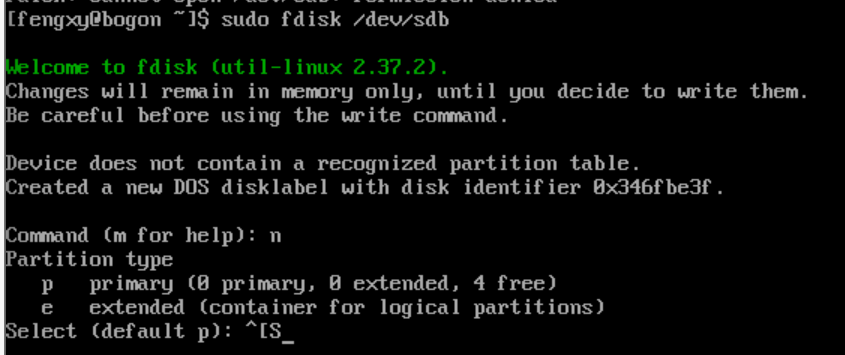 [fengxy@bogon ~]$ sudo fdisk /dev/sdb
Welcome to fdisk (util-linux 2.37.2).
Changes will remain in memory only, until you decide to write them.
Be careful before using the write command.
Device does not contain a recognized partition table.
Created a new DOS disklabel with disk identifier 0x346fbe3f.
Command (m for help): n
Partition type
   p   primary (0 primary, 0 extended, 4 free)
   e   extended (container for logical partitions)
Select (default p): ^[S_